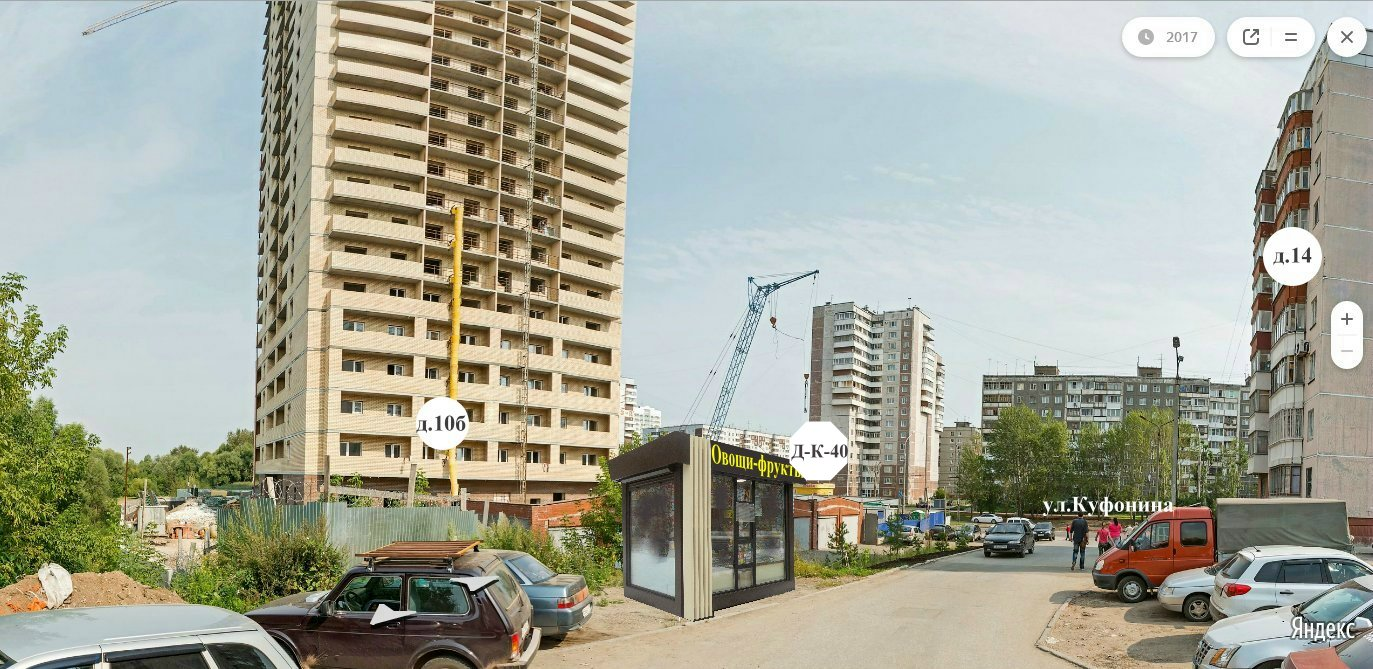 2017
д.14
д.10б
Овощи-фрукты
Д-К-40
ул.Куфонина
Яндекс